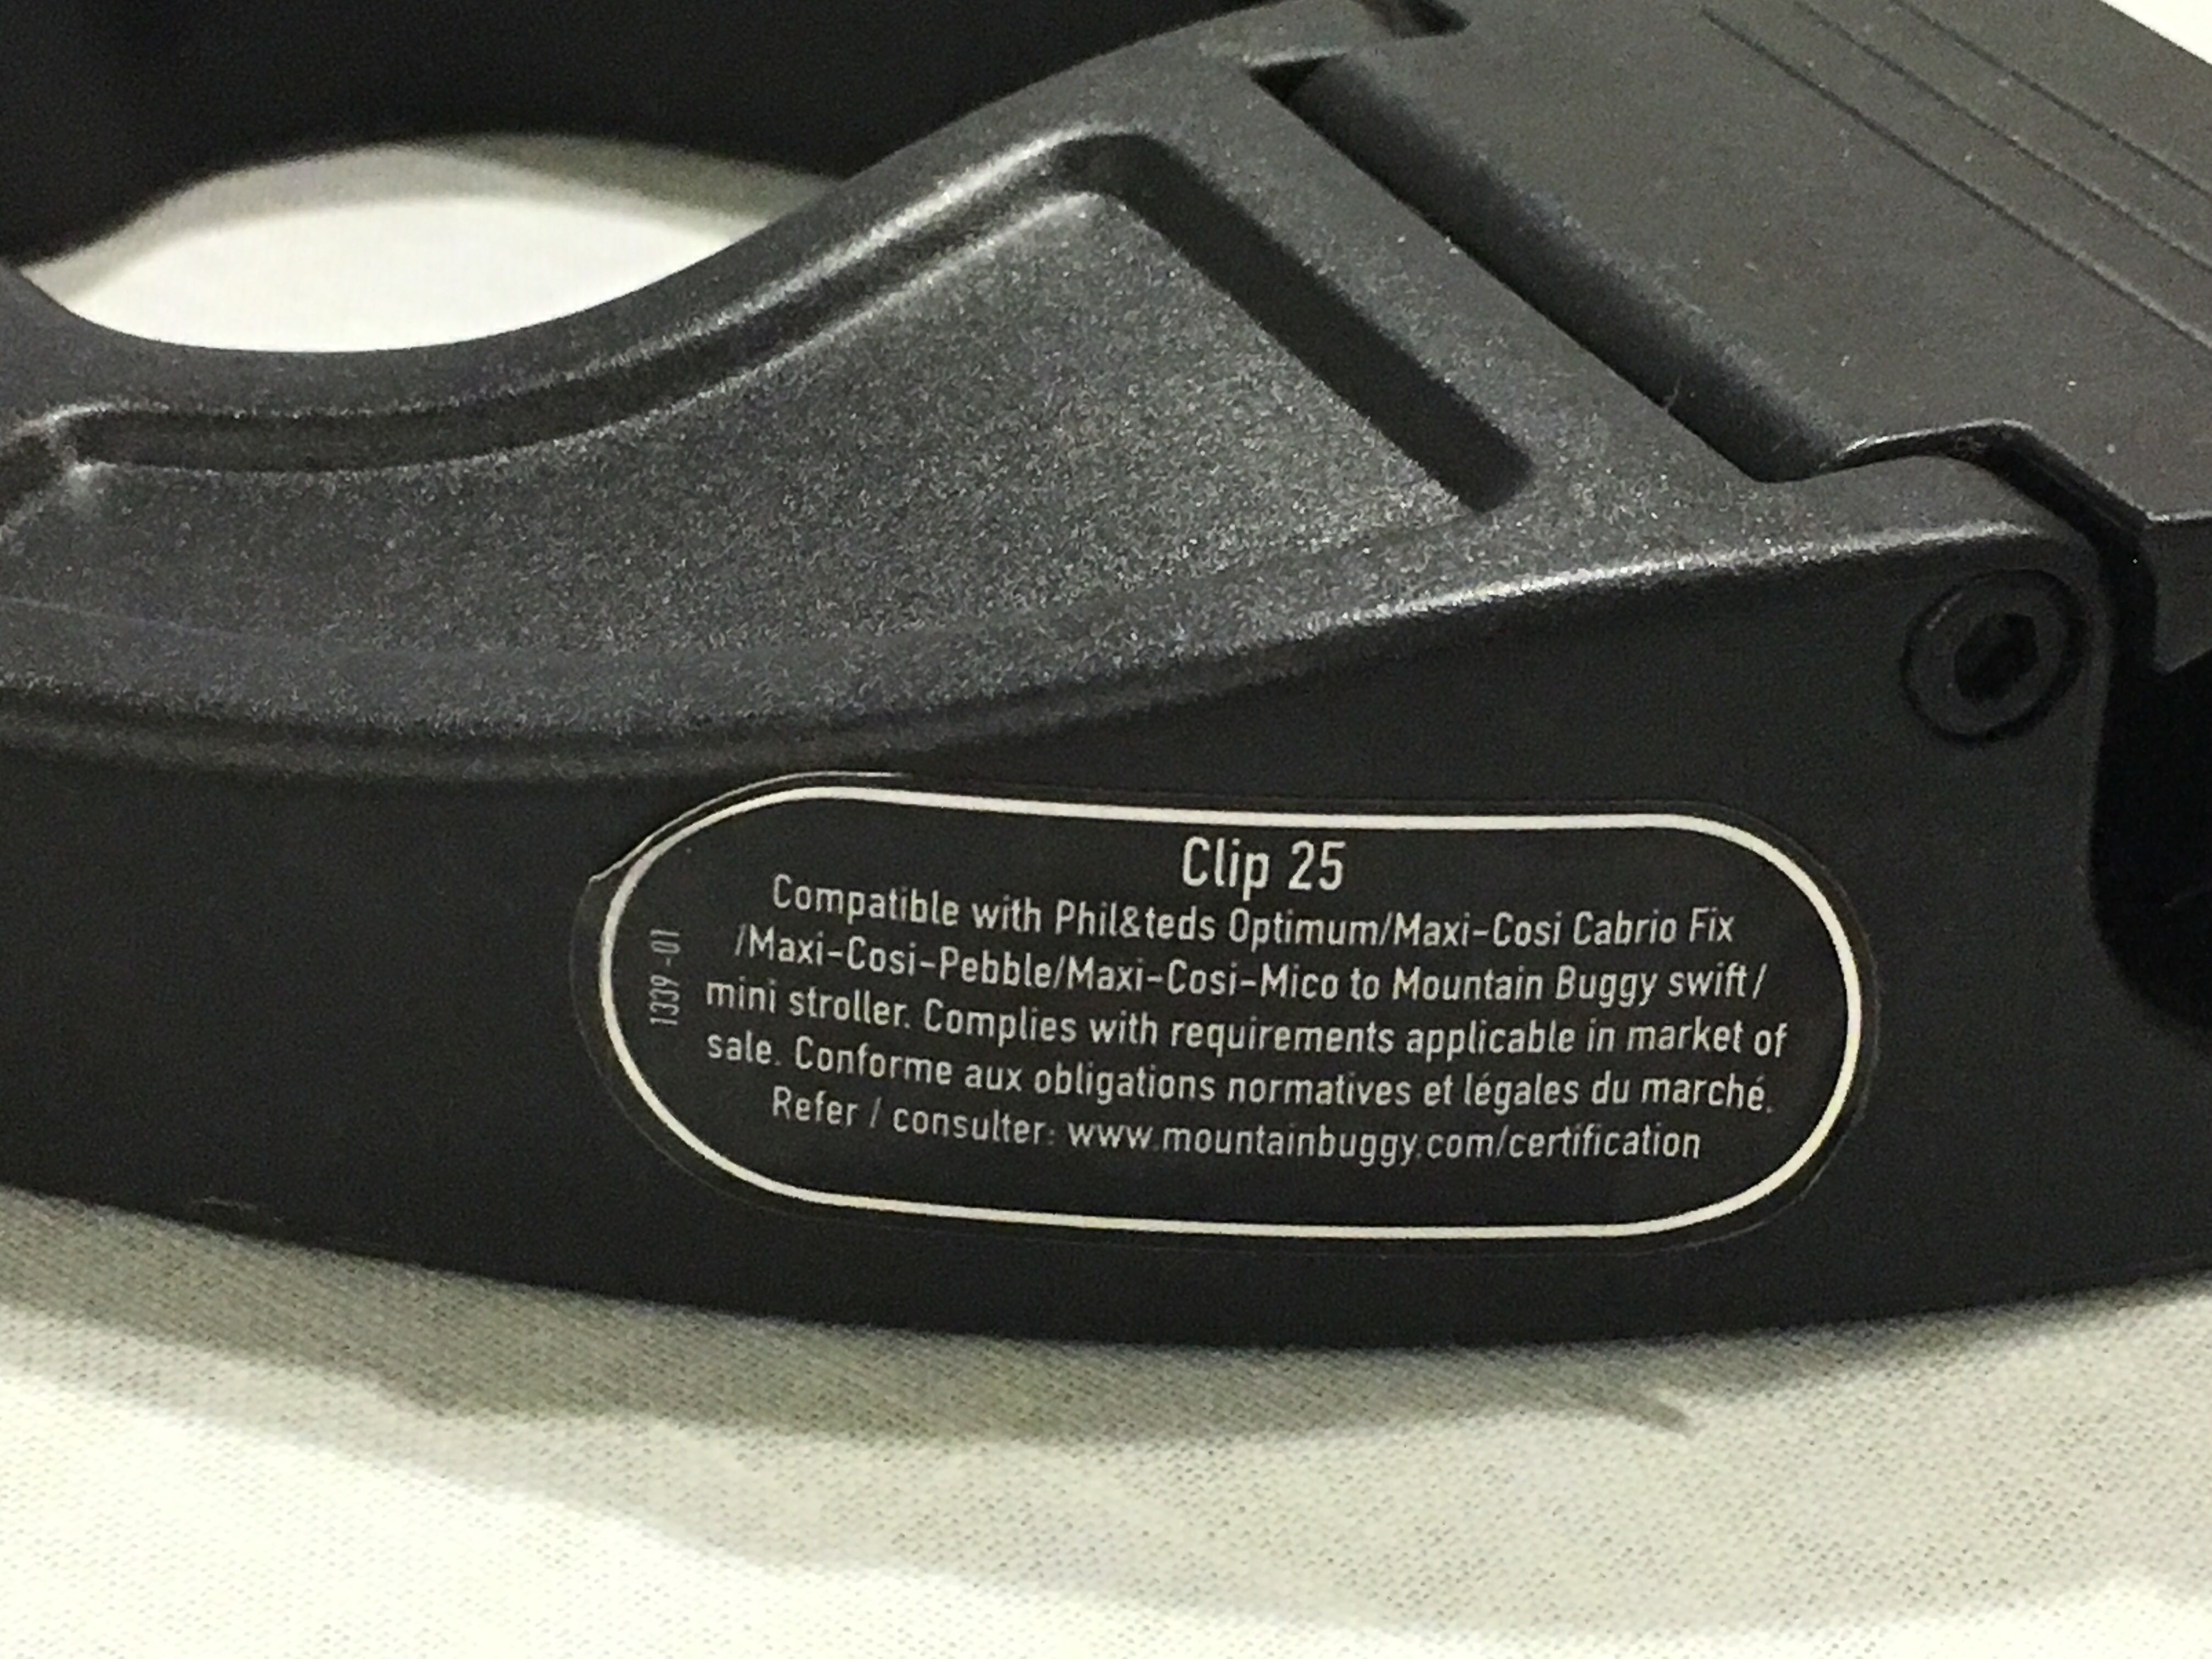 Clip 25
Compatible with Phil&teds Optimum/Maxi-Cosi Cabrio Fix
/Maxi-Cosi-Pebble/Maxi-Cosi-Mico to Mountain Buggy swift/
mini stroller. Complies with requirements applicable in market of
sale. Conforme aux obligations normatives et légales du marché.
Refer / consulter: www.mountainbuggy.com/certification
1339-01